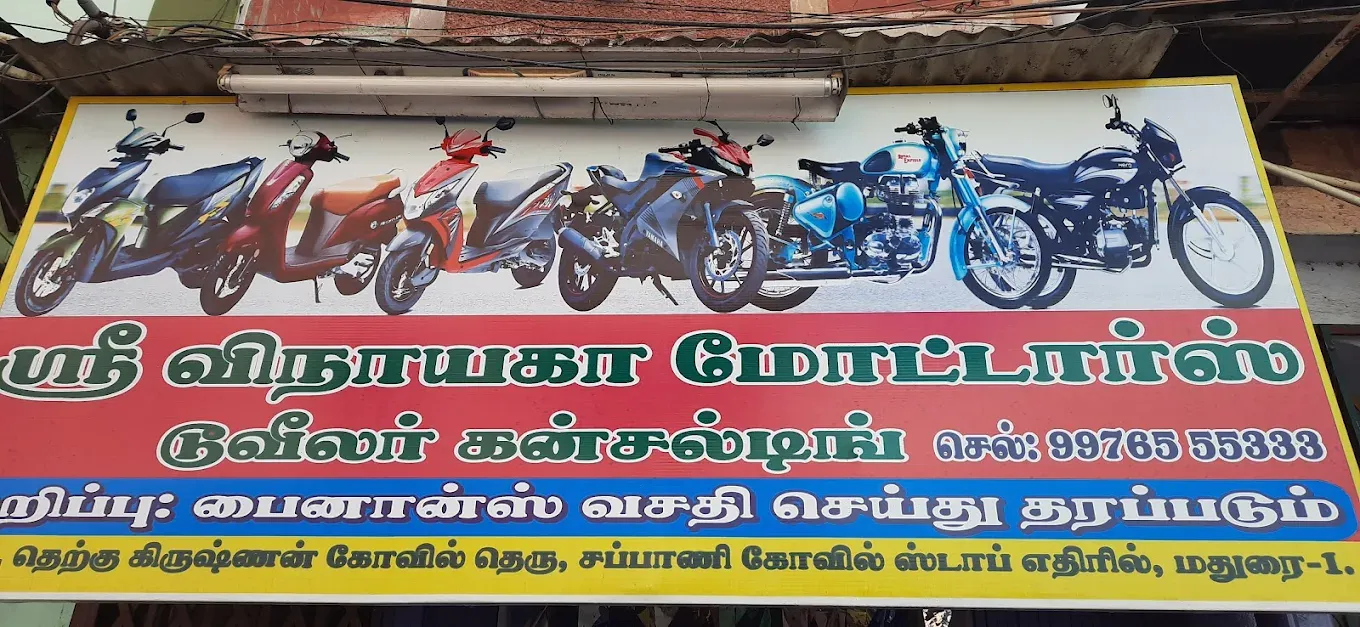 ஸ்ரீ விநாயகா மோட்டார்ஸ்
டூவீலர் கன்சல்டிங் செல்: 99765 55333
றிப்பு: பைனான்ஸ் வசதி செய்து தரப்படும்
தெற்கு கிருஷ்ணன் கோவில் தெரு, சப்பாணி கோவில் ஸ்டாப் எதிரில், மதுரை-1.